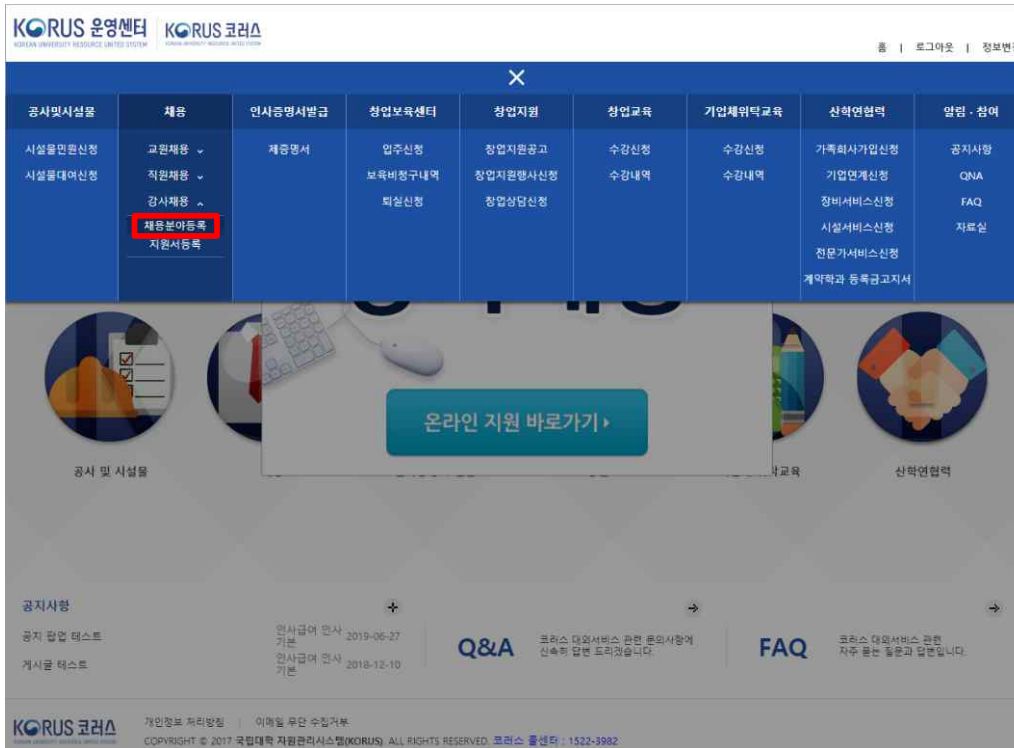 KORUS 운영센터 KORUS 코러스
KOREAN UNIVERSITY RESOURCE UNITED SYSTEM
홈 | 로그아웃 | 정보변경
공사및시설물 채용 인사증명서발급 창업보육센터 창업지원 창업교육 기업체위탁교육 산학연협력 알림 · 참여
시설물민원신청 교원채용 제증명서 입주신청 창업지원공고 수강신청 수강신청 가족회사가입신청 공지사항
시설물대여신청 직원채용 보육비청구내역 창업지원행사신청 수강내역 수강내역 기업연계신청 QNA
강사채용 퇴실신청 창업상담신청 장비서비스신청 FAQ
채용분야등록 시설서비스신청 자료실
지원서등록 전문가서비스신청
계약학과 등록금고지서
온라인 지원 바로가기
공사 및 시설물 탁교육 산학연협력
공지사항
공지 팝업 테스트 인사급여 인사기본 2019-06-27
게시글 테스트 인사급여 인사기본 2018-12-10
Q&A 코러스 대외서비스 관련 문의사항에
신속히 답변 드리겠습니다.
FAQ 코러스 대외서비스 관련
자주 묻는 질문과 답변입니다.
KORUS 코러스 개인정보 처리방침 | 이메일 무단 수집거부
COPYRIGHT © 2017 국립대학 자원관리시스템(KORUS). ALL RIGHTS RESERVED. 코러스 콜센터 : 1522-3982